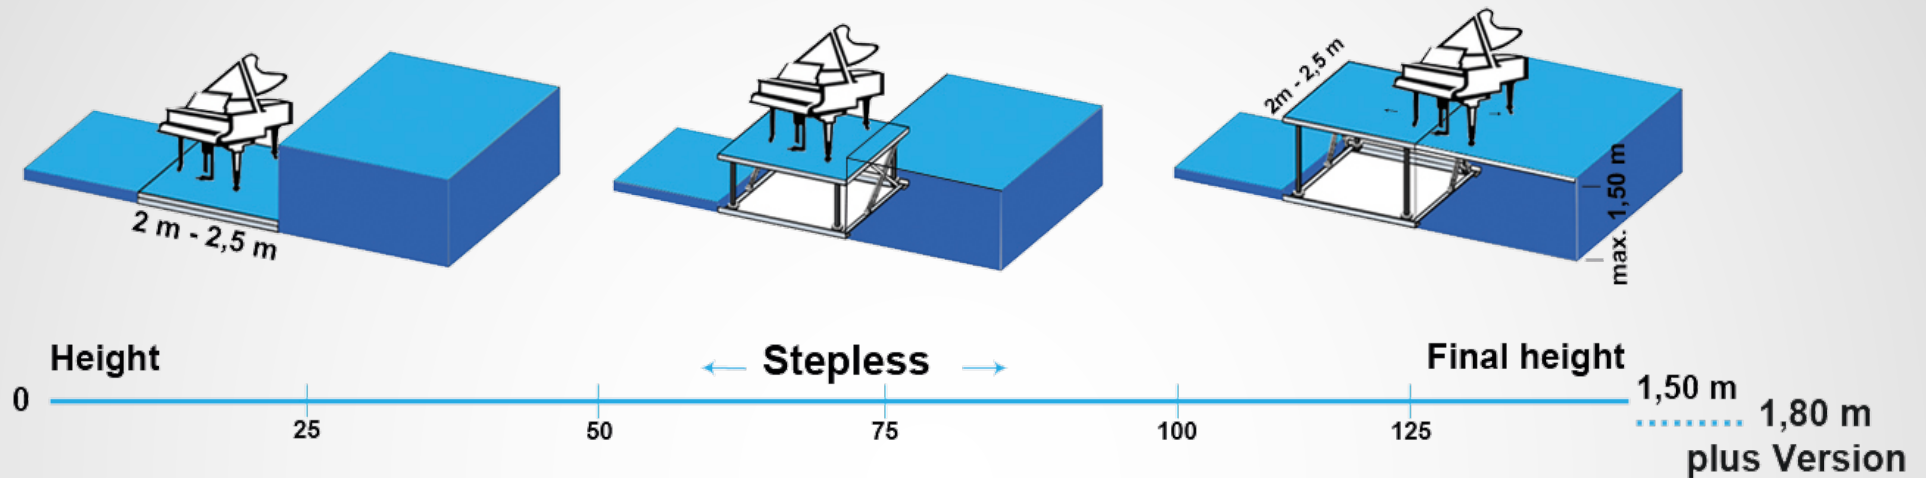 2 m - 2,5 m
2m - 2,5 m
max. 1,50 m
Height
Stepless
Final height
0
25
50
75
100
125
1,50 m
1,80 m
plus Version